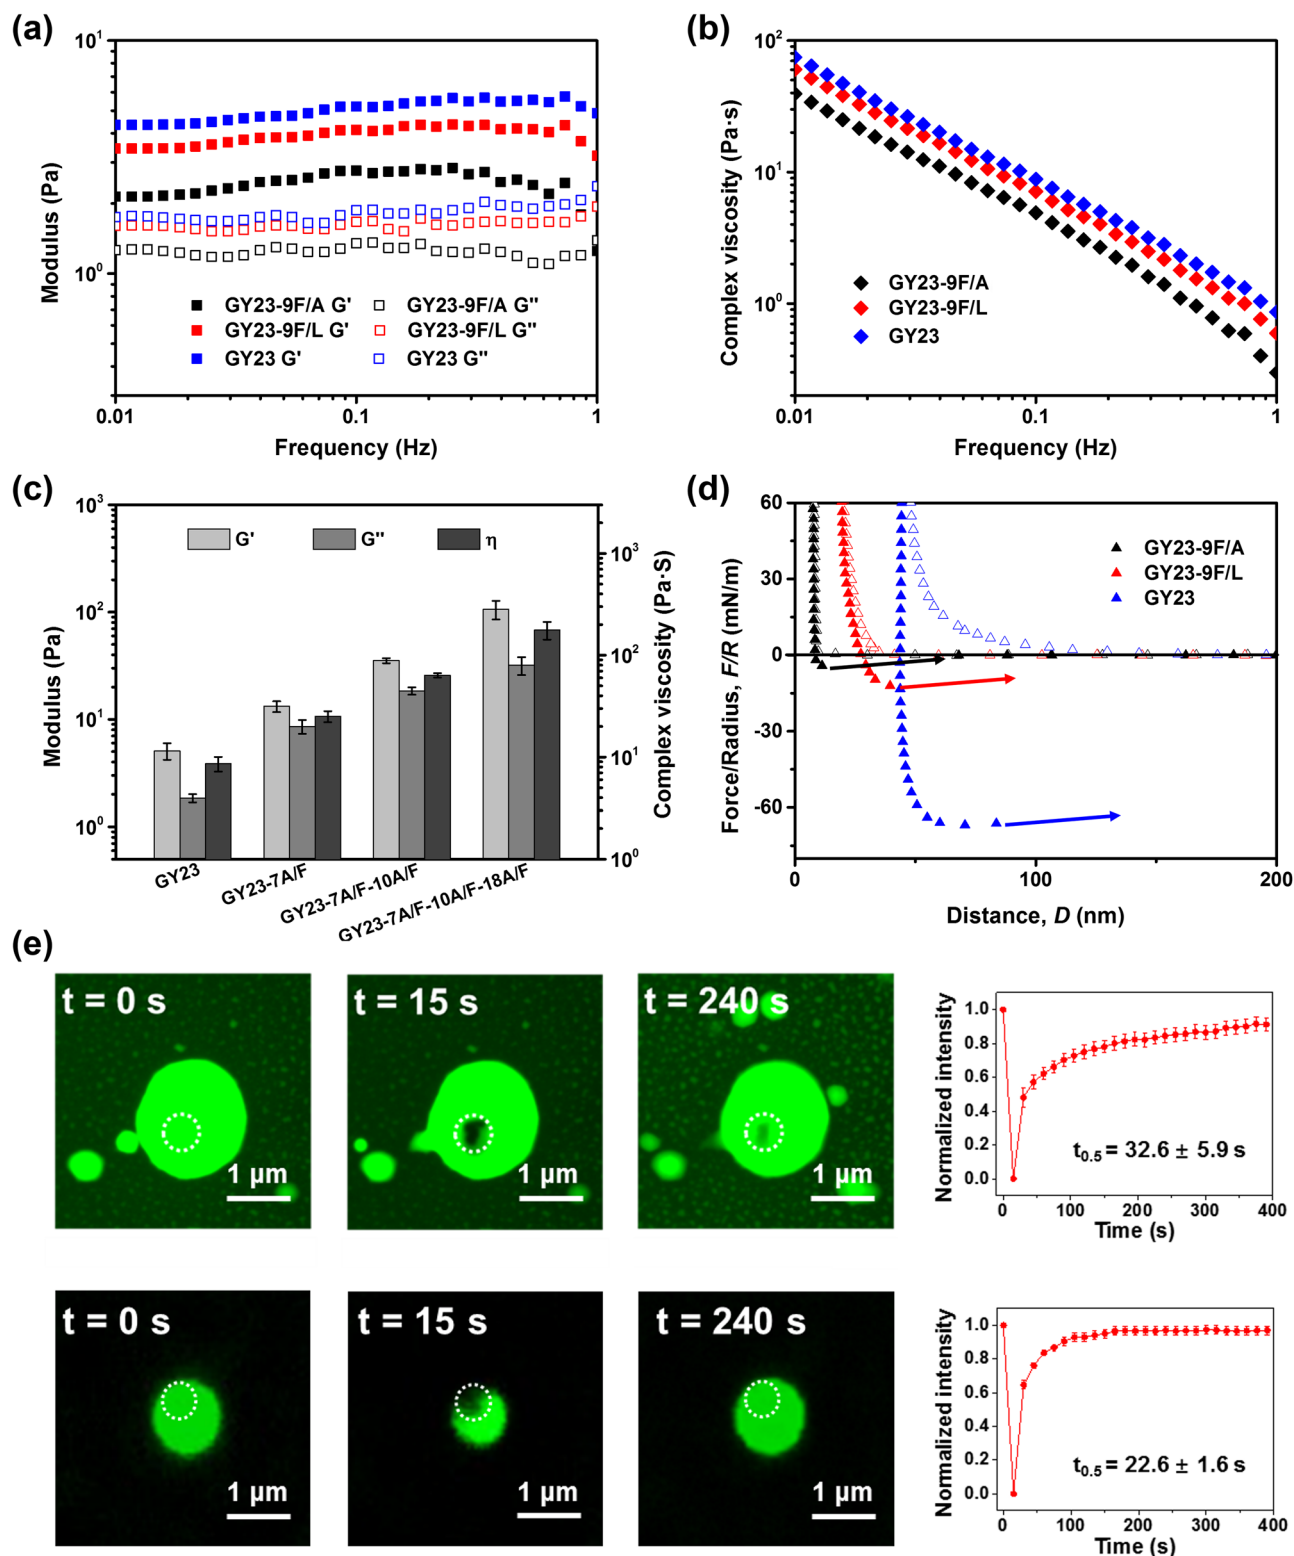 (a)
10¹
10⁰
Modulus (Pa)
GY23-9F/A G'
GY23-9F/A G''
GY23-9F/L G'
GY23-9F/L G''
GY23 G'
GY23 G''
0.01
0.1
1
Frequency (Hz)
(b)
10²
10¹
10⁰
Complex viscosity (Pa·s)
GY23-9F/A
GY23-9F/L
GY23
0.01
0.1
1
Frequency (Hz)
(c)
10³
10²
10¹
10⁰
Modulus (Pa)
G'
G''
η
10³
10²
10¹
10⁰
Complex viscosity (Pa·S)
GY23
GY23-7A/F
GY23-7A/F-10A/F
GY23-7A/F-10A/F-18A/F
(d)
60
30
0
-30
-60
Force/Radius, F/R (mN/m)
GY23-9F/A
GY23-9F/L
GY23
0
100
200
Distance, D (nm)
(e)
t = 0 s
1 µm
t = 15 s
1 µm
t = 240 s
1 µm
Normalized intensity
1.0
0.8
0.6
0.4
0.2
0.0
t₀.₅ = 32.6 ± 5.9 s
0
100
200
300
400
Time (s)
t = 0 s
1 µm
t = 15 s
1 µm
t = 240 s
1 µm
Normalized intensity
1.0
0.8
0.6
0.4
0.2
0.0
t₀.₅ = 22.6 ± 1.6 s
0
100
200
300
400
Time (s)